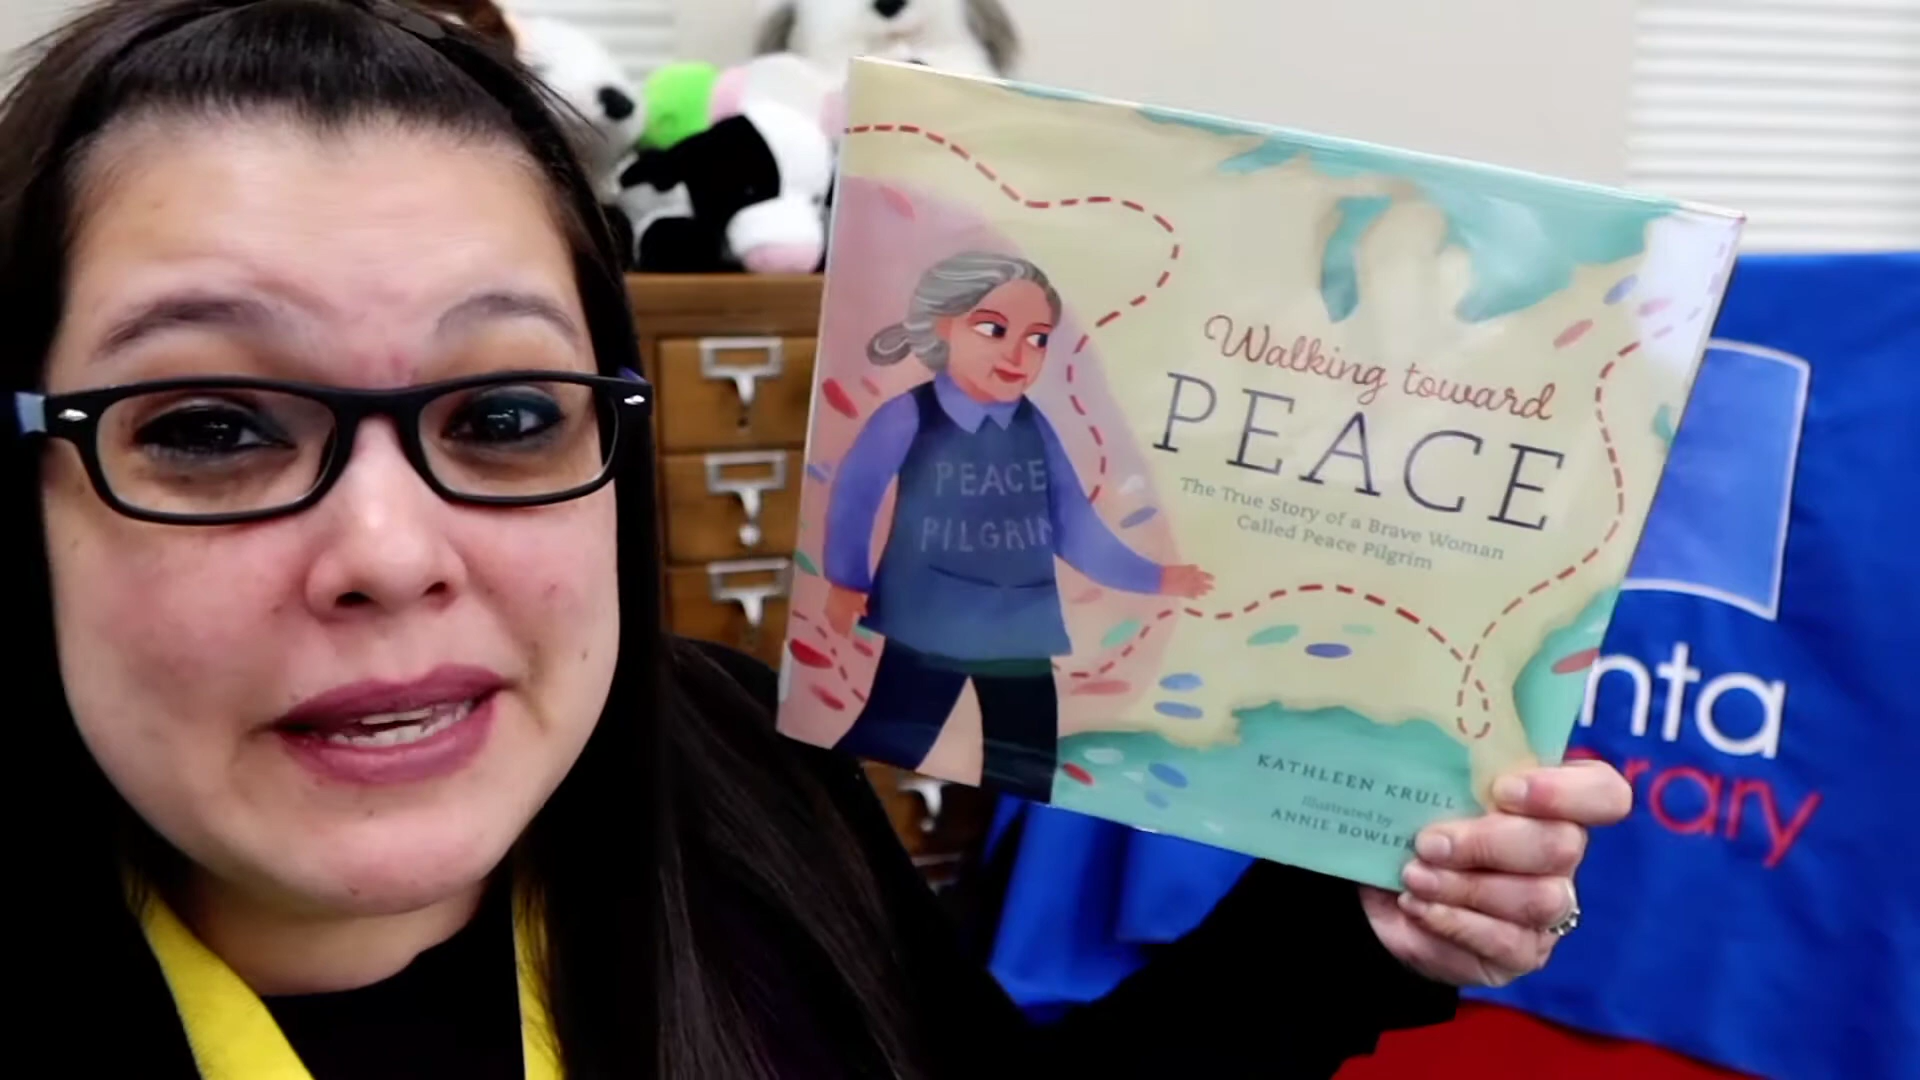 Walking toward
PEACE
The True Story of a Brave Woman
Called Peace Pilgrim
PEACE
PILGRIM
KATHLEEN KRULL
Illustrated by
ANNIE BOWLER
nta
rary